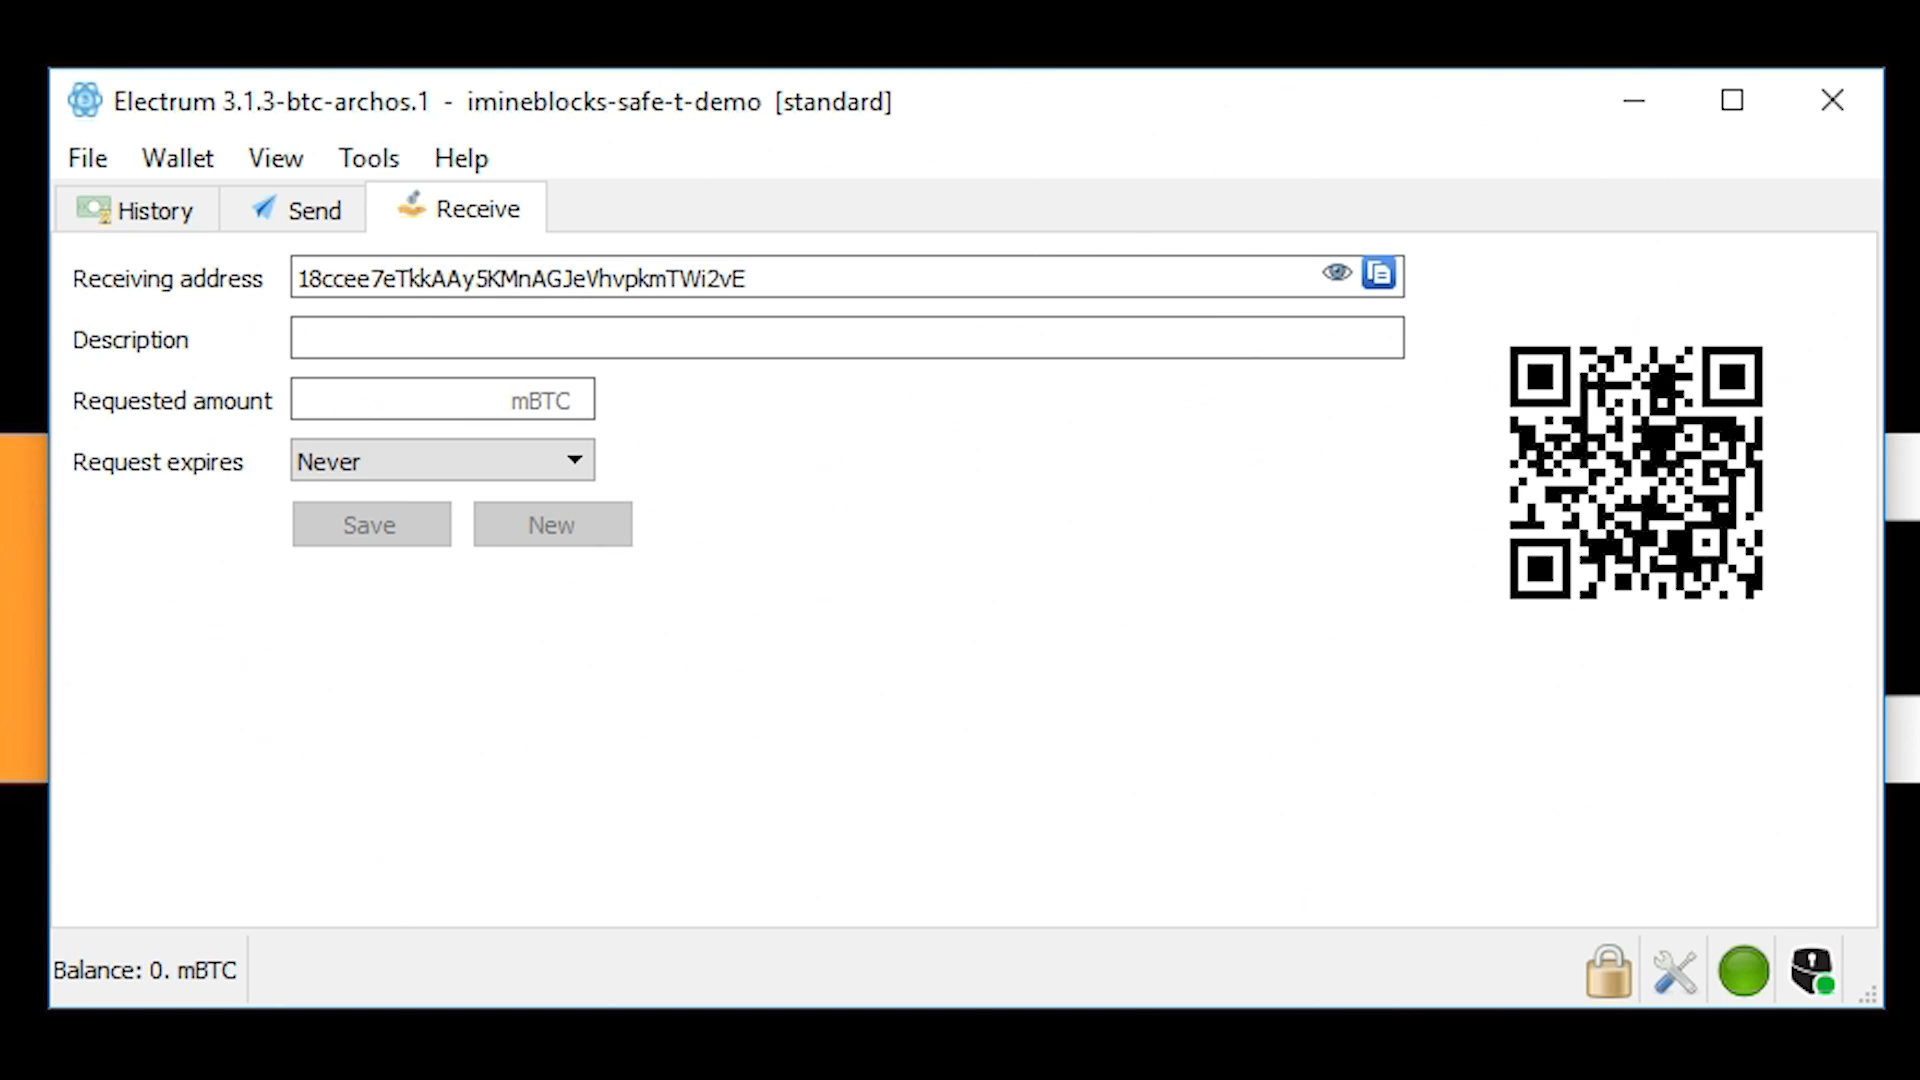 Electrum 3.1.3-btc-archos.1 - imineblocks-safe-t-demo [standard]
File Wallet View Tools Help
History Send Receive
Receiving address 18ccee7eTkkAAy5KMnAGJeVhvpkmTWi2vE
Description
Requested amount mBTC
Request expires Never
Save New
Balance: 0. mBTC